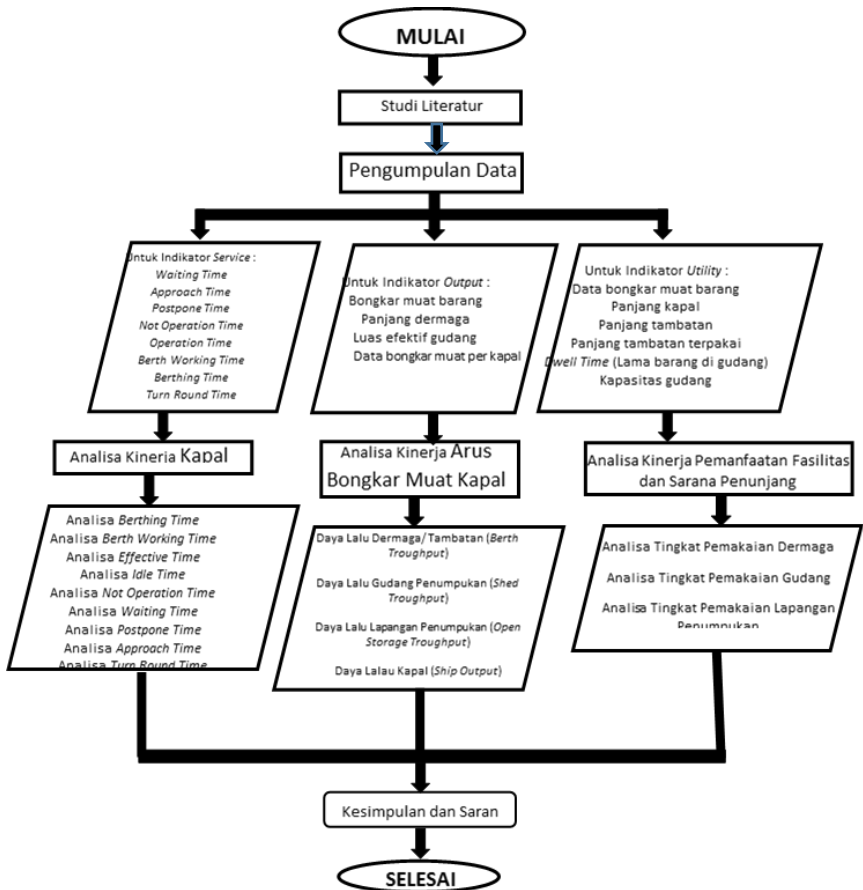 MULAI
Studi Literatur
Pengumpulan Data
Untuk Indikator Service :
Waiting Time
Approach Time
Postpone Time
Not Operation Time
Operation Time
Berth Working Time
Berthing Time
Turn Round Time
Untuk Indikator Output :
Bongkar muat barang
Panjang dermaga
Luas efektif gudang
Data bongkar muat per kapal
Untuk Indikator Utility :
Data bongkar muat barang
Panjang kapal
Panjang tambatan
Panjang tambatan terpakai
Dwell Time (Lama barang di gudang)
Kapasitas gudang
Analisa Kinerja Kapal
Analisa Kinerja Arus
Bongkar Muat Kapal
Analisa Kinerja Pemanfaatan Fasilitas
dan Sarana Penunjang
Analisa Berthing Time
Analisa Berth Working Time
Analisa Effective Time
Analisa Idle Time
Analisa Not Operation Time
Analisa Waiting Time
Analisa Postpone Time
Analisa Approach Time
Analisa Turn Round Time
Daya Lalu Dermaga/ Tambatan (Berth
Troughput)
Daya Lalu Gudang Penumpukan (Shed
Troughput)
Daya Lalu Lapangan Penumpukan (Open
Storage Troughput)
Daya Lalau Kapal (Ship Output)
Analisa Tingkat Pemakaian Dermaga
Analisa Tingkat Pemakaian Gudang
Analisa Tingkat Pemakaian Lapangan
Penumpukan
Kesimpulan dan Saran
SELESAI